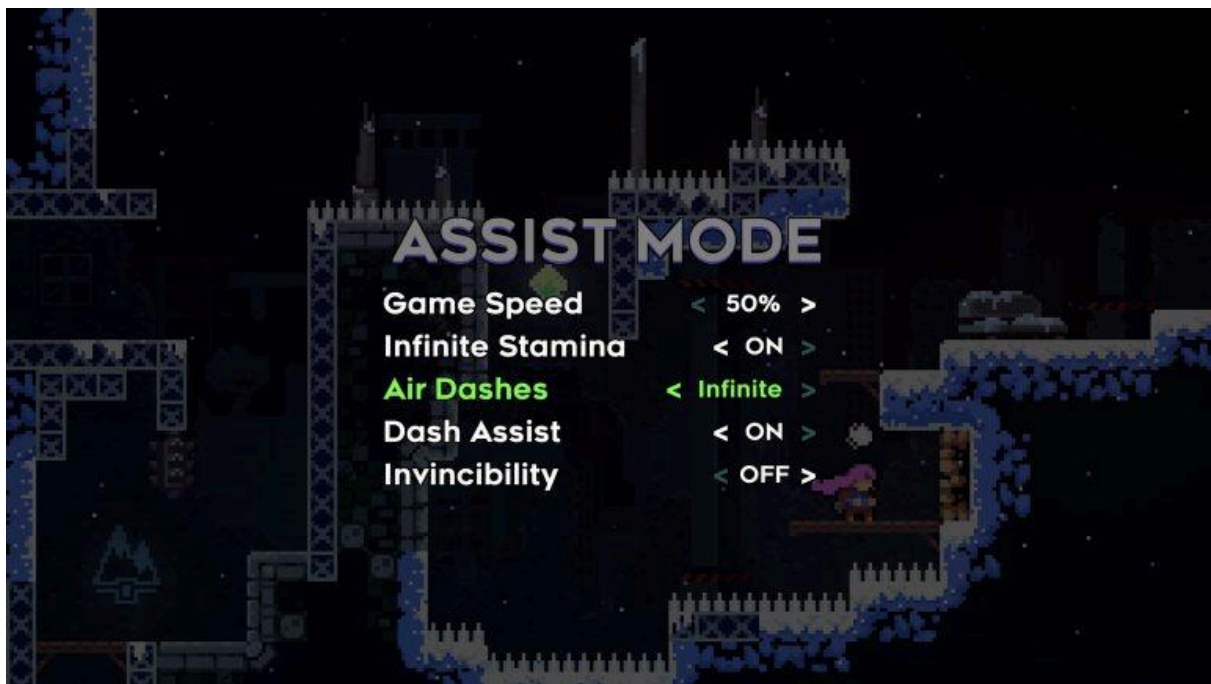 ASSIST MODE
Game Speed < 50% >
Infinite Stamina < ON >
Air Dashes < Infinite >
Dash Assist < ON >
Invincibility < OFF >